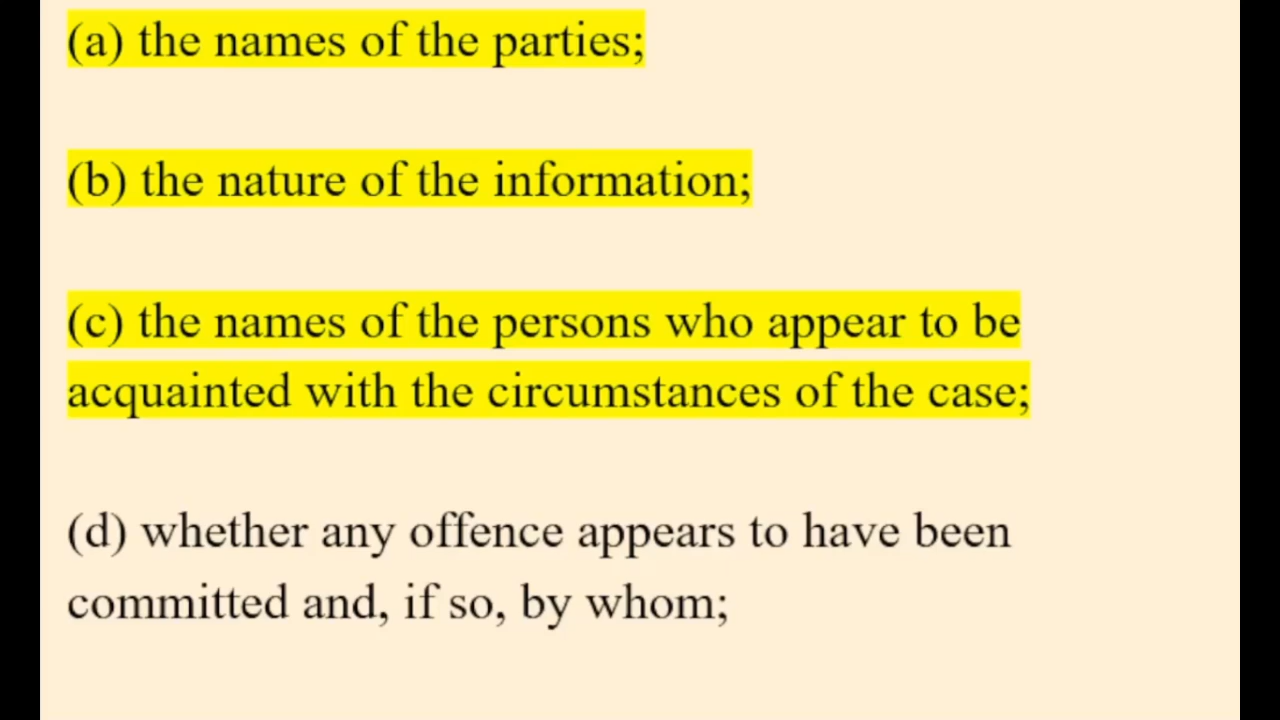 (a) the names of the parties;
(b) the nature of the information;
(c) the names of the persons who appear to be
acquainted with the circumstances of the case;
(d) whether any offence appears to have been
committed and, if so, by whom;